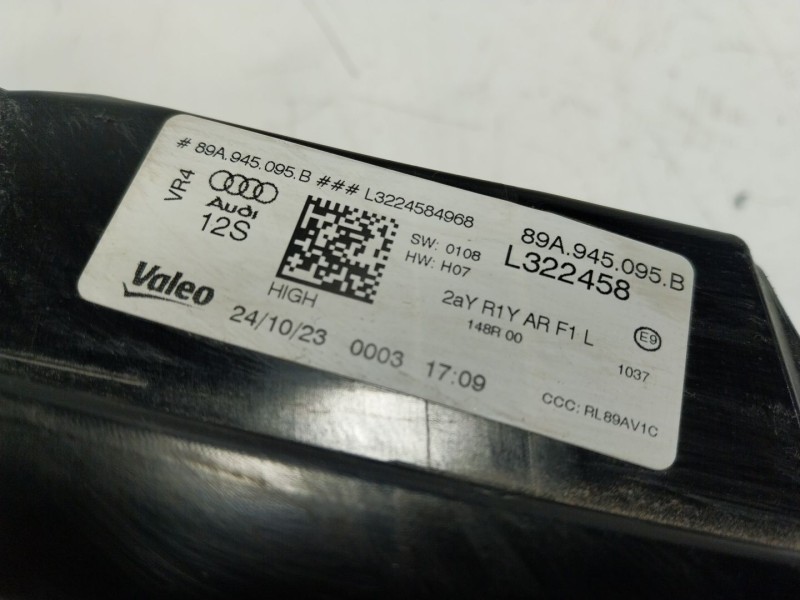 # 89A.945.095.B ### L3224584968
VR4
Audi
12S
SW: 0108
HW: H07
89A.945.095.B
L322458
Valeo
HIGH
2aY R1Y AR F1 L
148R 00
E9
24/10/23 0003 17:09
1037
CCC: RL89AV1C